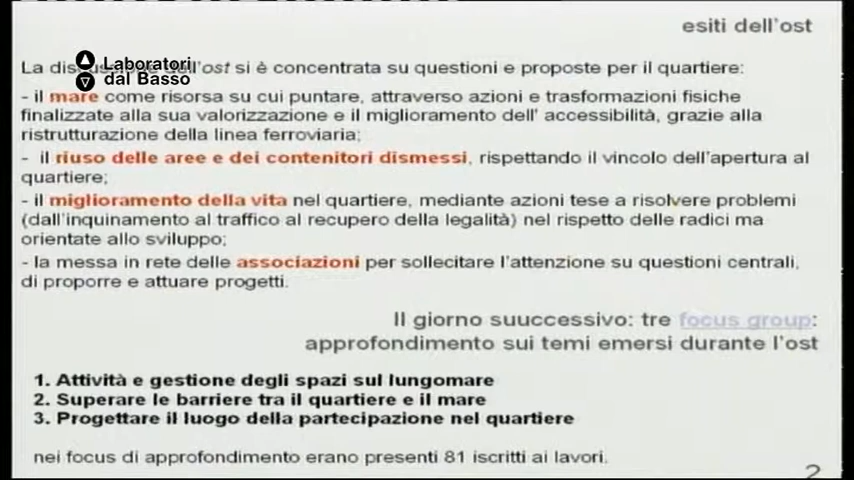 esiti dell'ost
Laboratori
dal Basso
La discussione dell'ost si è concentrata su questioni e proposte per il quartiere:
- il mare come risorsa su cui puntare, attraverso azioni e trasformazioni fisiche
finalizzate alla sua valorizzazione e il miglioramento dell' accessibilità, grazie alla
ristrutturazione della linea ferroviaria;
- il riuso delle aree e dei contenitori dismessi, rispettando il vincolo dell'apertura al
quartiere;
- il miglioramento della vita nel quartiere, mediante azioni tese a risolvere problemi
(dall'inquinamento al traffico al recupero della legalità) nel rispetto delle radici ma
orientate allo sviluppo;
- la messa in rete delle associazioni per sollecitare l'attenzione su questioni centrali,
di proporre e attuare progetti.
Il giorno suuccessivo: tre focus group:
approfondimento sui temi emersi durante l'ost
1. Attività e gestione degli spazi sul lungomare
2. Superare le barriere tra il quartiere e il mare
3. Progettare il luogo della partecipazione nel quartiere
nei focus di approfondimento erano presenti 81 iscritti ai lavori.
2